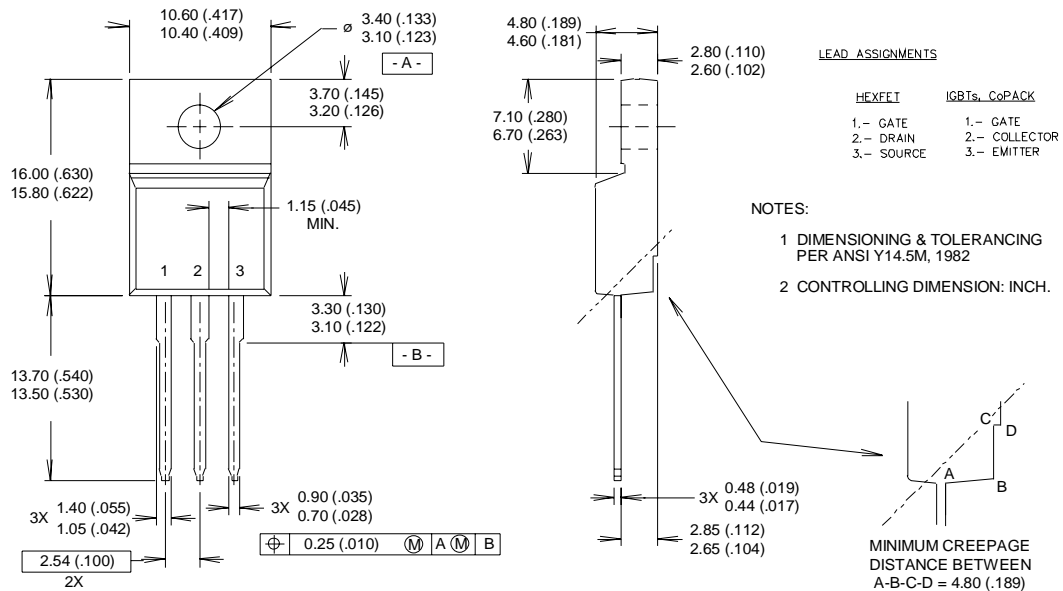 10.60 (.417)
10.40 (.409)
ø 3.40 (.133)
3.10 (.123)
- A -
3.70 (.145)
3.20 (.126)
16.00 (.630)
15.80 (.622)
1.15 (.045)
MIN.
1 2 3
3.30 (.130)
3.10 (.122)
- B -
13.70 (.540)
13.50 (.530)
3X 1.40 (.055)
1.05 (.042)
3X 0.90 (.035)
0.70 (.028)
0.25 (.010) Ⓜ A Ⓜ B
2.54 (.100)
2X
4.80 (.189)
4.60 (.181)
2.80 (.110)
2.60 (.102)
7.10 (.280)
6.70 (.263)
3X 0.48 (.019)
0.44 (.017)
2.85 (.112)
2.65 (.104)
LEAD ASSIGNMENTS
HEXFET
1.- GATE
2.- DRAIN
3.- SOURCE
IGBTs, CoPACK
1.- GATE
2.- COLLECTOR
3.- EMITTER
NOTES:
1 DIMENSIONING & TOLERANCING
PER ANSI Y14.5M, 1982
2 CONTROLLING DIMENSION: INCH.
C
D
A
B
MINIMUM CREEPAGE
DISTANCE BETWEEN
A-B-C-D = 4.80 (.189)